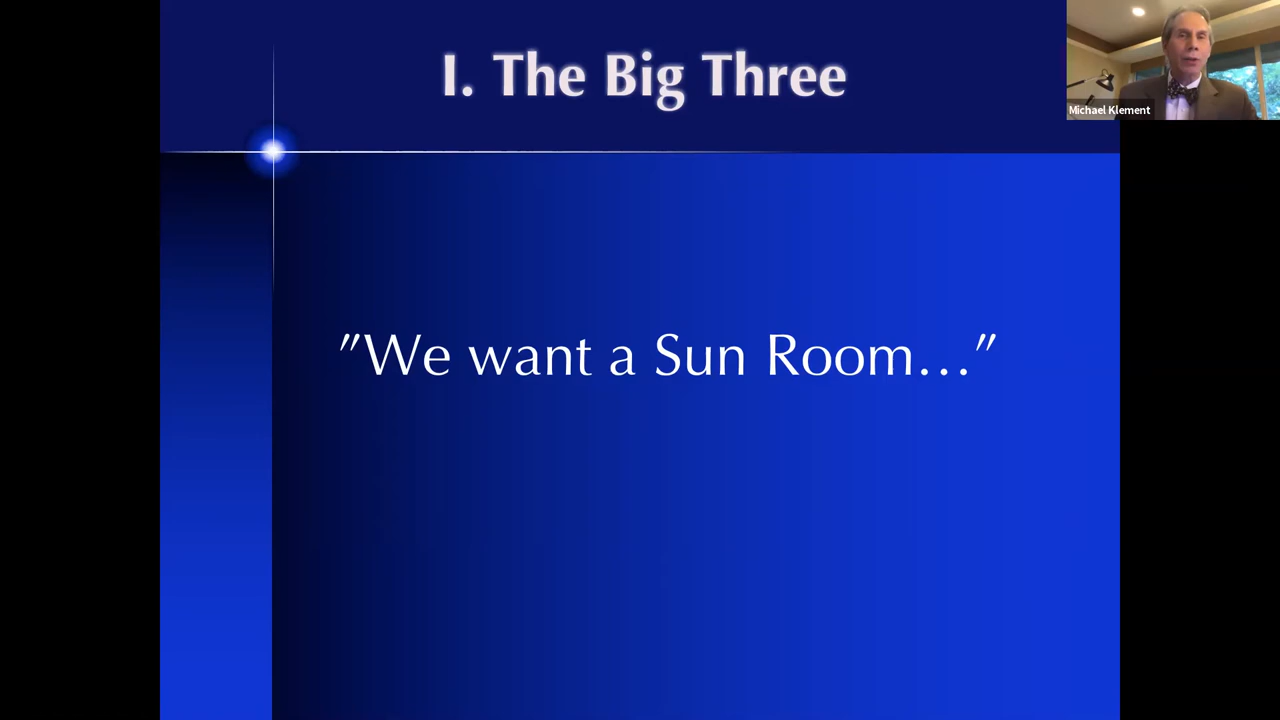 I. The Big Three
Michael Klement
"We want a Sun Room…"